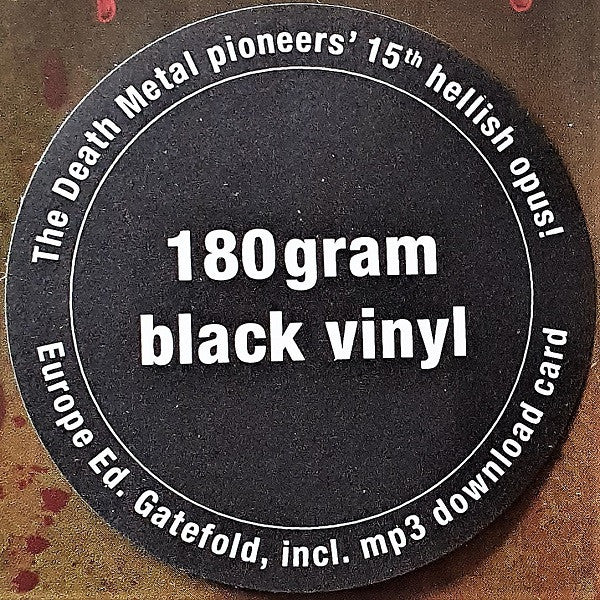 The Death Metal pioneers' 15th hellish opus!
180gram
black vinyl
Europe Ed. Gatefold, incl. mp3 download card